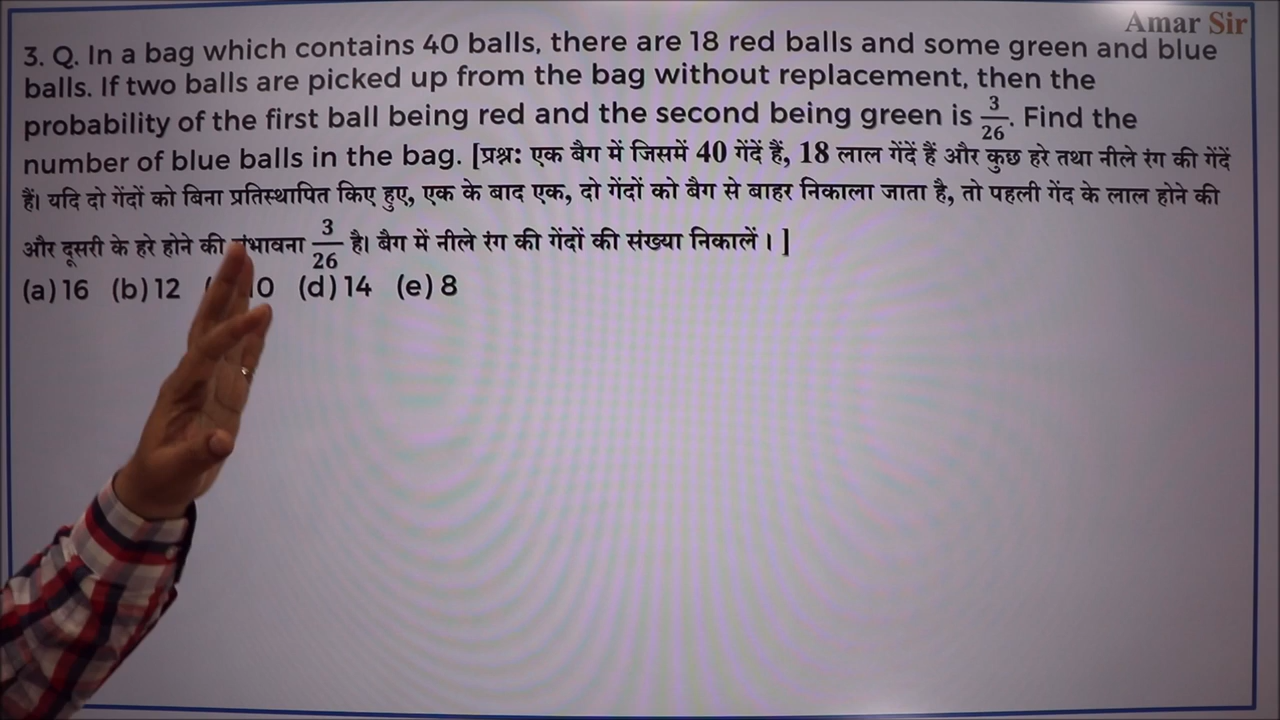 Amar Sir
3. Q. In a bag which contains 40 balls, there are 18 red balls and some green and blue
balls. If two balls are picked up from the bag without replacement, then the
probability of the first ball being red and the second being green is 3/26. Find the
number of blue balls in the bag. [प्रश्न: एक बैग में जिसमें 40 गेंदें हैं, 18 लाल गेंदें हैं और कुछ हरे तथा नीले रंग की गेंदें
हैं। यदि दो गेंदों को बिना प्रतिस्थापित किए हुए, एक के बाद एक, दो गेंदों को बैग से बाहर निकाला जाता है, तो पहली गेंद के लाल होने की
और दूसरी के हरे होने की 3/26 है। बैग में नीले रंग की गेंदों की संख्या निकालें। ]
(a) 16 (b) 12 (d) 14 (e) 8